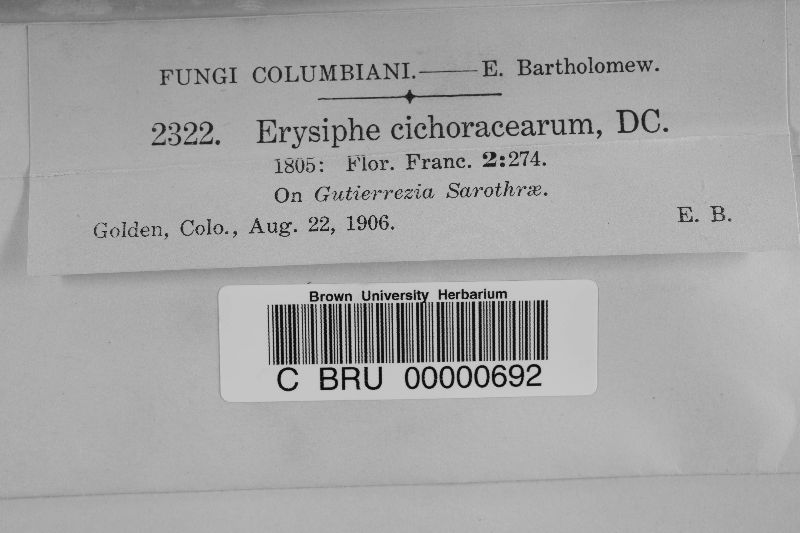 FUNGI COLUMBIANI.——E. Bartholomew.
2322. Erysiphe cichoracearum, DC.
1805: Flor. Franc. 2:274.
On Gutierrezia Sarothræ.
Golden, Colo., Aug. 22, 1906. E. B.
Brown University Herbarium
C BRU 00000692